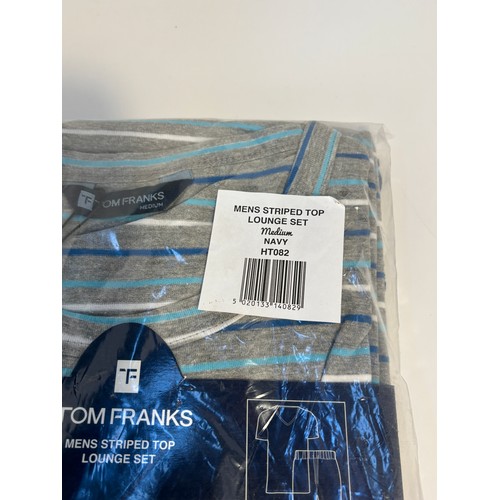 TOM FRANKS
MEDIUM
MENS STRIPED TOP
LOUNGE SET
Medium
NAVY
HT082
5 020133 140829
TF
TOM FRANKS
MENS STRIPED TOP
LOUNGE SET